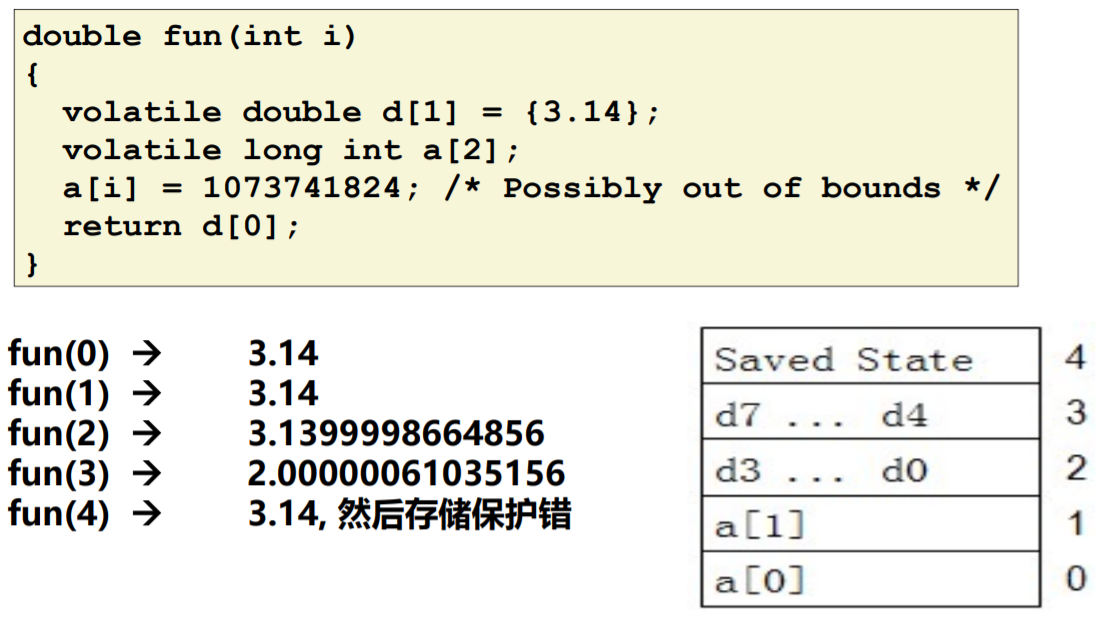 double fun(int i)
{
  volatile double d[1] = {3.14};
  volatile long int a[2];
  a[i] = 1073741824; /* Possibly out of bounds */
  return d[0];
}
fun(0) → 3.14
fun(1) → 3.14
fun(2) → 3.1399998664856
fun(3) → 2.00000061035156
fun(4) → 3.14, 然后存储保护错
Saved State 4
d7 ... d4 3
d3 ... d0 2
a[1] 1
a[0] 0